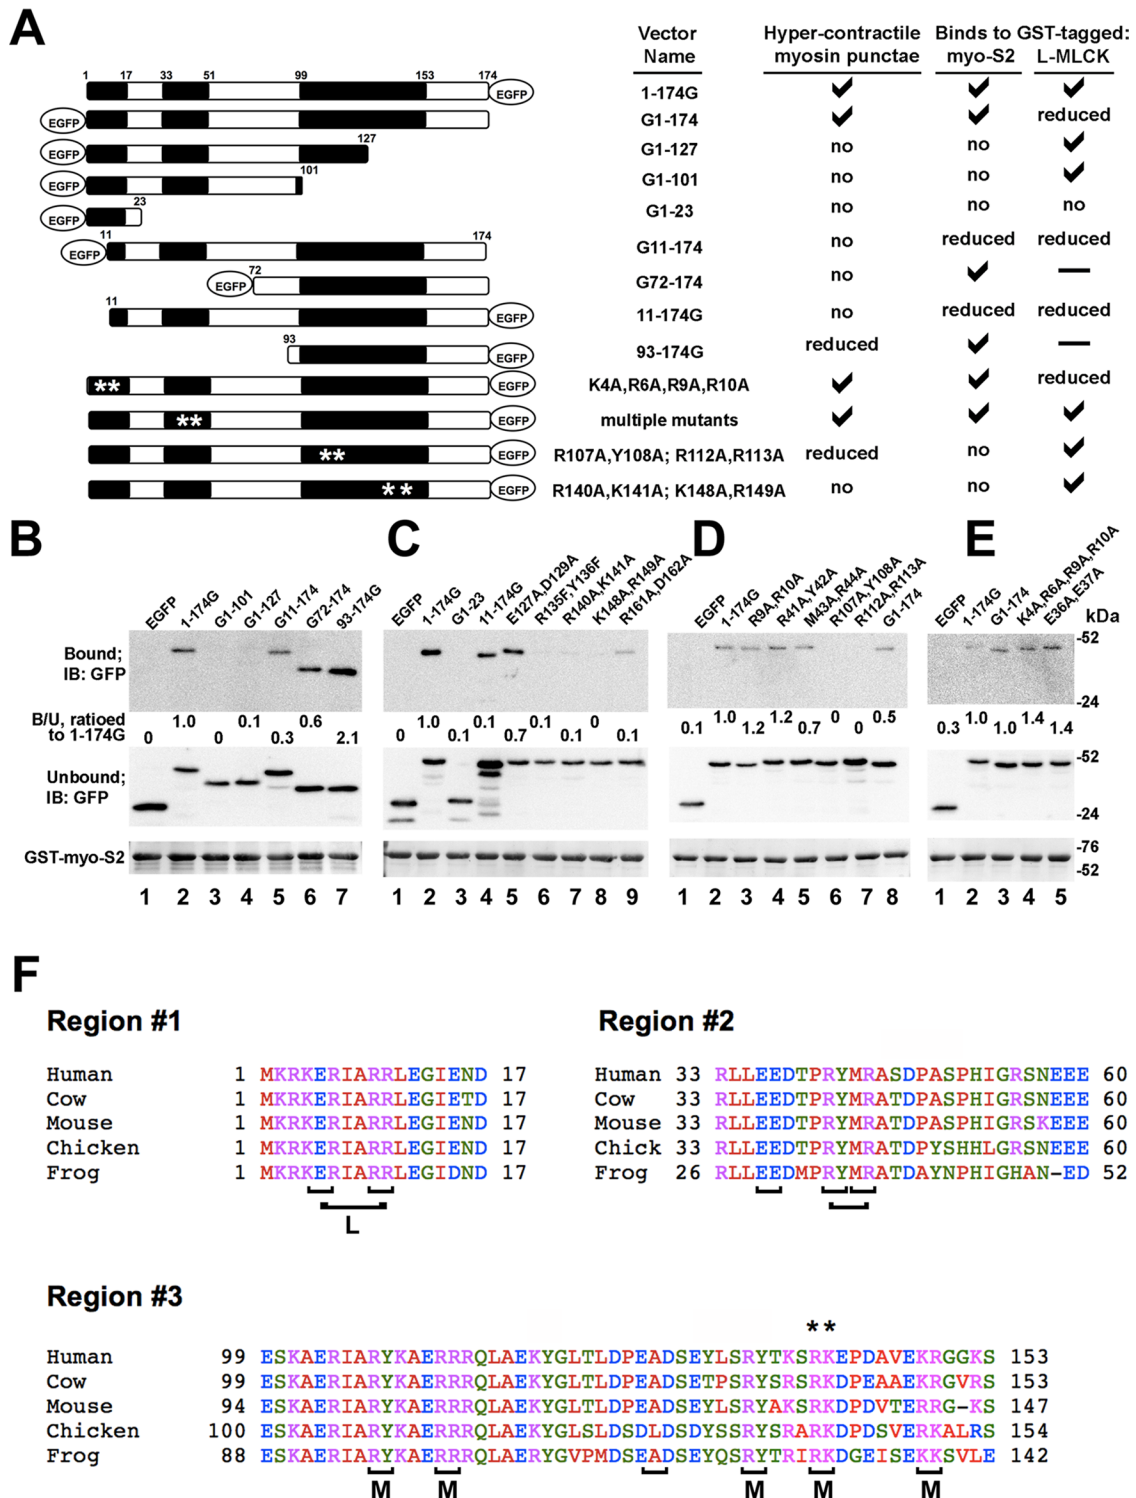 A
Vector Name
Hyper-contractile myosin punctae
Binds to GST-tagged:
myo-S2 L-MLCK
1 17 33 51 99 153 174
EGFP 1-174G ✔ ✔ ✔
EGFP G1-174 ✔ ✔ reduced
127
EGFP G1-127 no no ✔
101
EGFP G1-101 no no ✔
23
EGFP G1-23 no no no
11 174
EGFP G11-174 no reduced reduced
72
EGFP G72-174 no ✔ —
11
EGFP 11-174G no reduced reduced
93
EGFP 93-174G reduced ✔ —
** EGFP K4A,R6A,R9A,R10A ✔ ✔ reduced
** EGFP multiple mutants ✔ ✔ ✔
** EGFP R107A,Y108A; R112A,R113A reduced no ✔
** EGFP R140A,K141A; K148A,R149A no no ✔
B
EGFP 1-174G G1-101 G1-127 G11-174 G72-174 93-174G
Bound;
IB: GFP
B/U, ratioed
to 1-174G
0 1.0 0 0.1 0.3 0.6 2.1
Unbound;
IB: GFP
GST-myo-S2
1 2 3 4 5 6 7
C
EGFP 1-174G G1-23 11-174G E127A,D129A R135F,Y136F R140A,K141A K148A,R149A R161A,D162A
0 1.0 0.1 0.1 0.7 0.1 0.1 0 0.1
1 2 3 4 5 6 7 8 9
D
EGFP 1-174G R9A,R10A R41A,Y42A M43A,R44A R107A,Y108A R112A,R113A G1-174
0.1 1.0 1.2 1.2 0.7 0 0 0.5
1 2 3 4 5 6 7 8
E
EGFP 1-174G G1-174 K4A,R6A,R9A,R10A E36A,E37A
kDa
-52
-24
0.3 1.0 1.0 1.4 1.4
-52
-24
-76
-52
1 2 3 4 5
F
Region #1
Human 1 MKRKERIARRLEGIEND 17
Cow 1 MKRKERIARRLEGIETD 17
Mouse 1 MKRKERIARRLEGIEND 17
Chicken 1 MKRKERIARRLEGIEND 17
Frog 1 MKRKERIARRLEGIDND 17
L
Region #2
Human 33 RLLEEDTPRYMRASDPASPHIGRSNEEE 60
Cow 33 RLLEEDTPRYMRATDPASPHIGRSNEEE 60
Mouse 33 RLLEEDTPRYMRATDPASPHIGRSKEEE 60
Chick 33 RLLEEDTPRYMRATDPYSHHLGRSNEEE 60
Frog 26 RLLEEDMPRYMRATDAYNPHIGHAN-ED 52
Region #3
**
Human 99 ESKAERIARYKAERRRQLAEKYGLTLDPEADSEYLSRYTKSRKEPDAVEKRGGKS 153
Cow 99 ESKAERIARYKAERRRQLAEKYGLTLDPEADSETPSRYSRSRKDPEAAEKRGVRS 153
Mouse 94 ESKAERIARYKAERRRQLAEKYGLTLDPEADSEYLSRYAKSRKDPDVTERRG-KS 147
Chicken 100 ESKAERIARYKAERRRQLAEKYGLSLDSDLDSDYSSRYSRARKDPDSVERKALRS 154
Frog 88 ESKAERIARYKAERRRQLAERYGVPMDSEADSEYQSRYTRIRKDGEISEKKSVLE 142
M M M M M